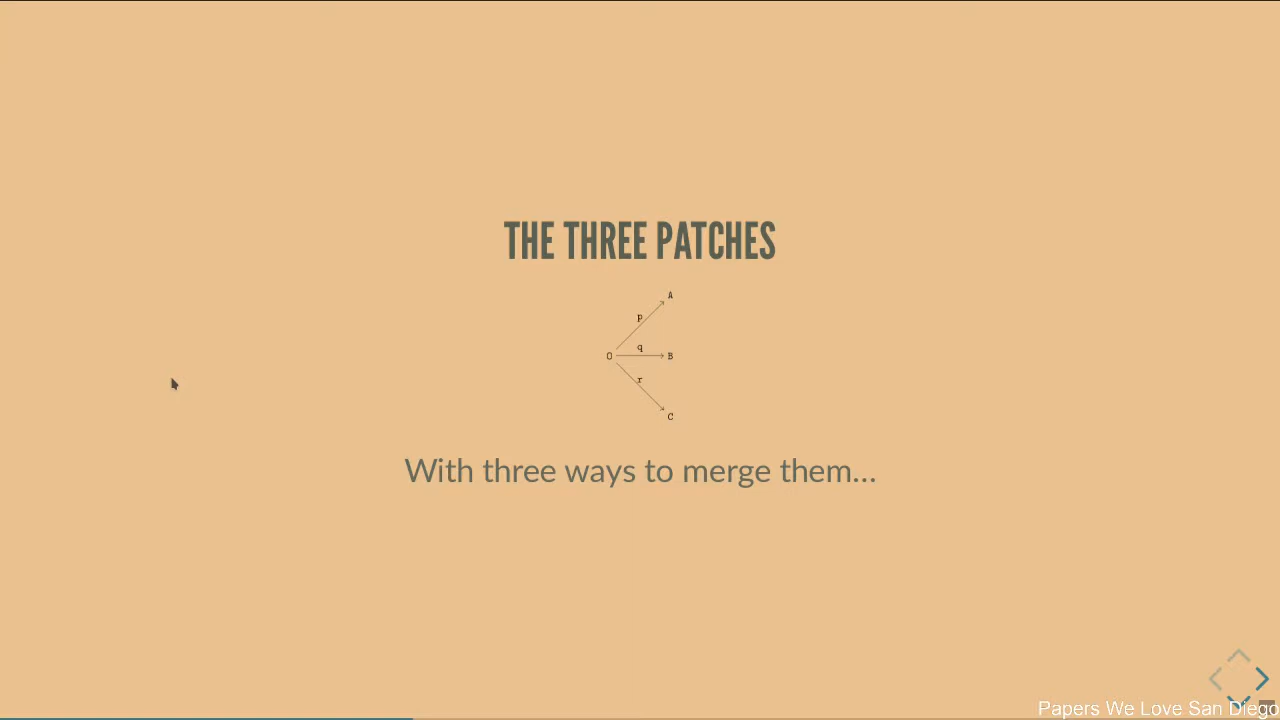 THE THREE PATCHES
A
p
q
O
B
r
C
With three ways to merge them...
Papers We Love San Diego